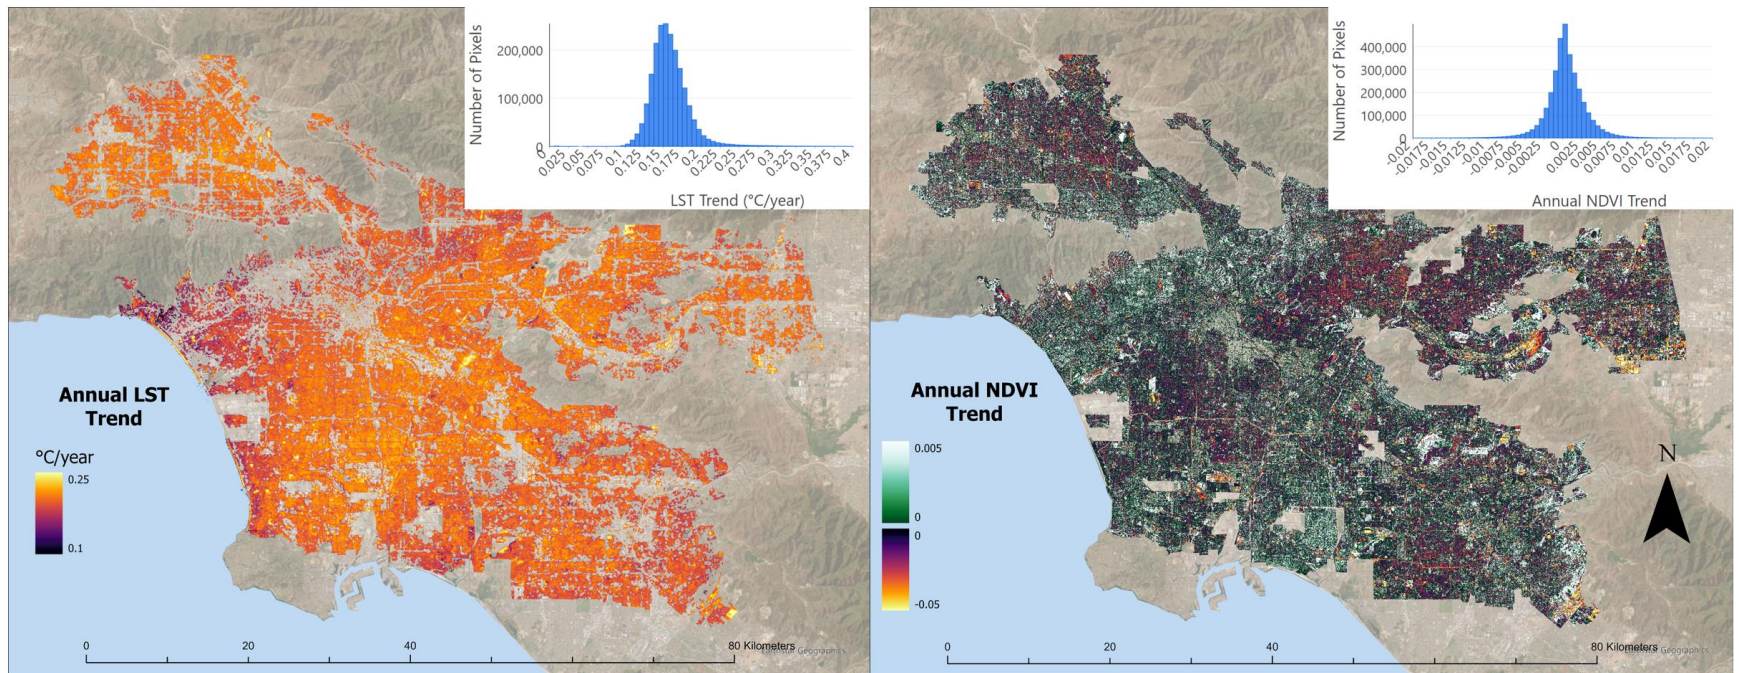 Number of Pixels
200,000
100,000
0
0 0.025 0.05 0.075 0.1 0.125 0.15 0.175 0.2 0.225 0.25 0.275 0.3 0.325 0.35 0.375 0.4
LST Trend (°C/year)
Annual LST
Trend
°C/year
0.25
0.1
0 20 40 80 Kilometers
Number of Pixels
400,000
300,000
200,000
100,000
0
-0.02 -0.0175 -0.015 -0.0125 -0.01 -0.0075 -0.005 -0.0025 0 0.0025 0.005 0.0075 0.01 0.0125 0.015 0.0175 0.02
Annual NDVI Trend
Annual NDVI
Trend
0.005
0
0
-0.05
N
0 20 40 80 Kilometers
Geographics